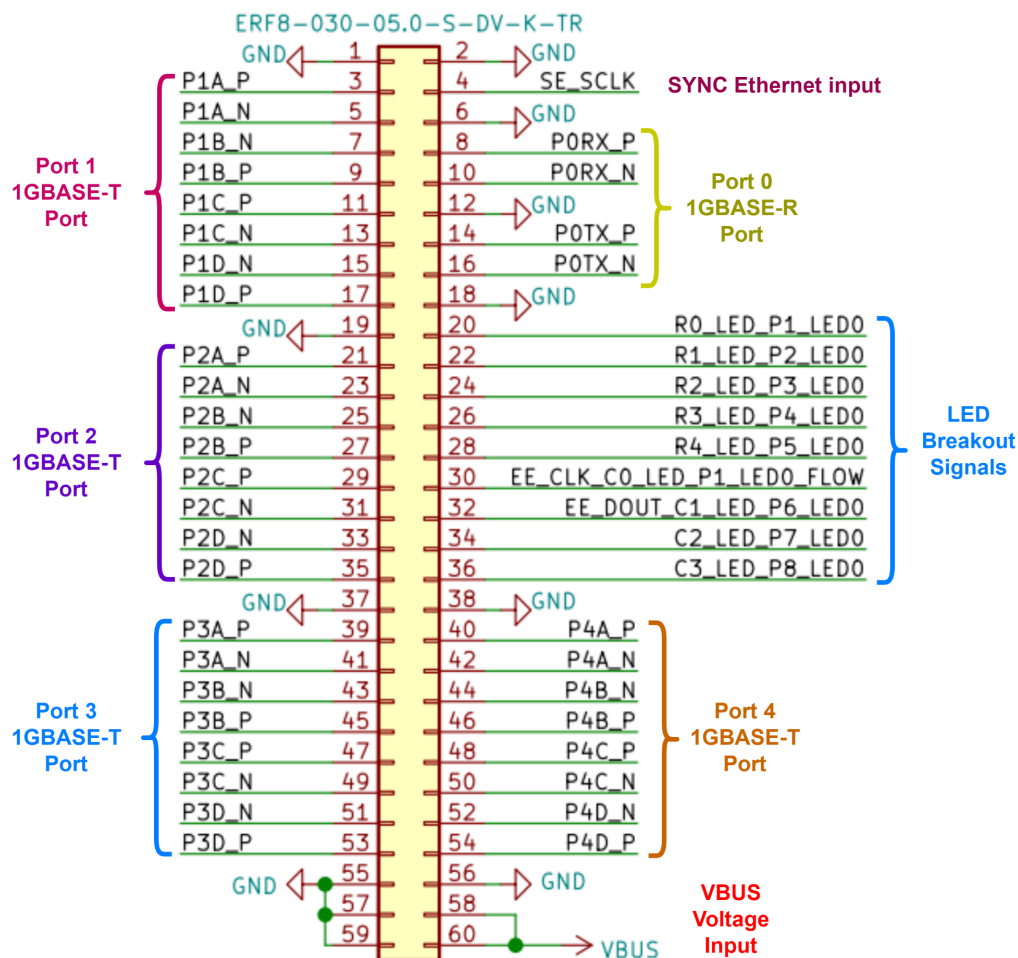 ERF8-030-05.0-S-DV-K-TR
GND 1 2 GND
P1A_P 3 4 SE_SCLK SYNC Ethernet input
P1A_N 5 6 GND
P1B_N 7 8 P0RX_P
P1B_P 9 10 P0RX_N
P1C_P 11 12 GND
P1C_N 13 14 P0TX_P
P1D_N 15 16 P0TX_N
P1D_P 17 18 GND
Port 1
1GBASE-T
Port
Port 0
1GBASE-R
Port
GND 19 20 R0_LED_P1_LED0
P2A_P 21 22 R1_LED_P2_LED0
P2A_N 23 24 R2_LED_P3_LED0
P2B_N 25 26 R3_LED_P4_LED0
P2B_P 27 28 R4_LED_P5_LED0
P2C_P 29 30 EE_CLK_C0_LED_P1_LED0_FLOW
P2C_N 31 32 EE_DOUT_C1_LED_P6_LED0
P2D_N 33 34 C2_LED_P7_LED0
P2D_P 35 36 C3_LED_P8_LED0
Port 2
1GBASE-T
Port
LED
Breakout
Signals
GND 37 38 GND
P3A_P 39 40 P4A_P
P3A_N 41 42 P4A_N
P3B_N 43 44 P4B_N
P3B_P 45 46 P4B_P
P3C_P 47 48 P4C_P
P3C_N 49 50 P4C_N
P3D_N 51 52 P4D_N
P3D_P 53 54 P4D_P
Port 3
1GBASE-T
Port
Port 4
1GBASE-T
Port
GND 55 56 GND
57 58
59 60 VBUS
VBUS
Voltage
Input